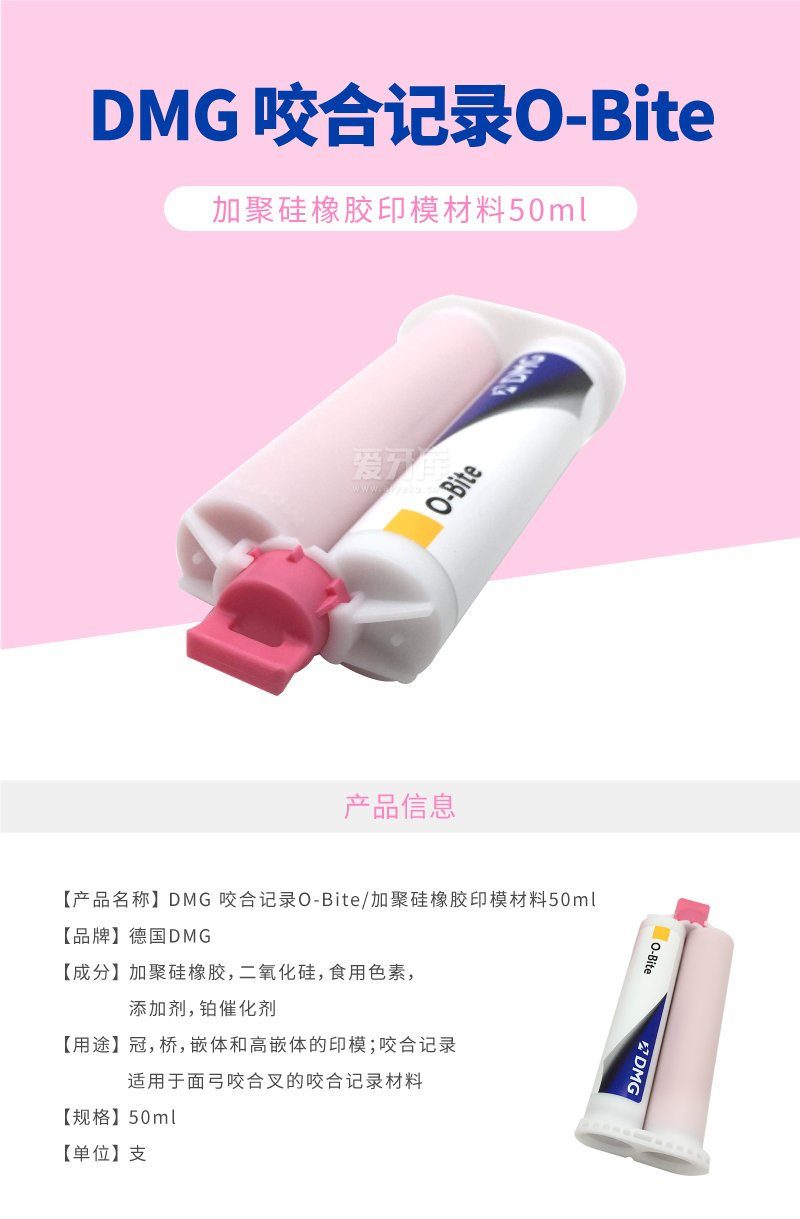 DMG 咬合记录O-Bite
加聚硅橡胶印模材料50ml
DMG
爱牙库
O-Bite
产品信息
【产品名称】DMG 咬合记录O-Bite/加聚硅橡胶印模材料50ml
【品牌】德国DMG
【成分】加聚硅橡胶，二氧化硅，食用色素，
添加剂，铂催化剂
【用途】冠，桥，嵌体和高嵌体的印模；咬合记录
适用于面弓咬合叉的咬合记录材料
【规格】50ml
【单位】支
O-Bite
DMG